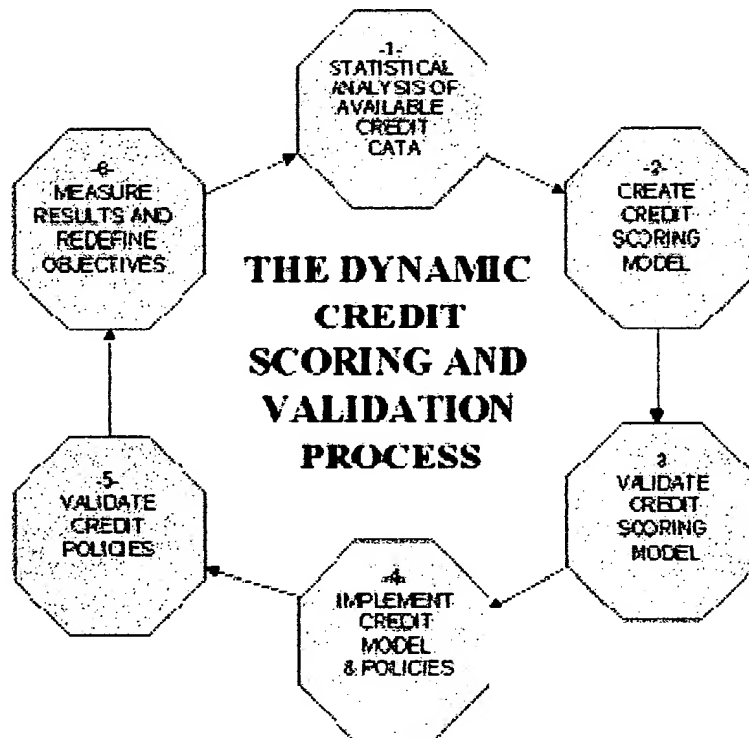 -1-
STATISTICAL
ANALYSIS OF
AVAILABLE
CREDIT
CATA
-2-
CREATE
CREDIT
SCORING
MODEL
3
VALIDATE
CREDIT
SCORING
MODEL
-4-
IMPLEMENT
CREDIT
MODEL
& POLICIES
-5-
VALIDATE
CREDIT
POLICIES
-6-
MEASURE
RESULTS AND
REDEFINE
OBJECTIVES
THE DYNAMIC
CREDIT
SCORING AND
VALIDATION
PROCESS